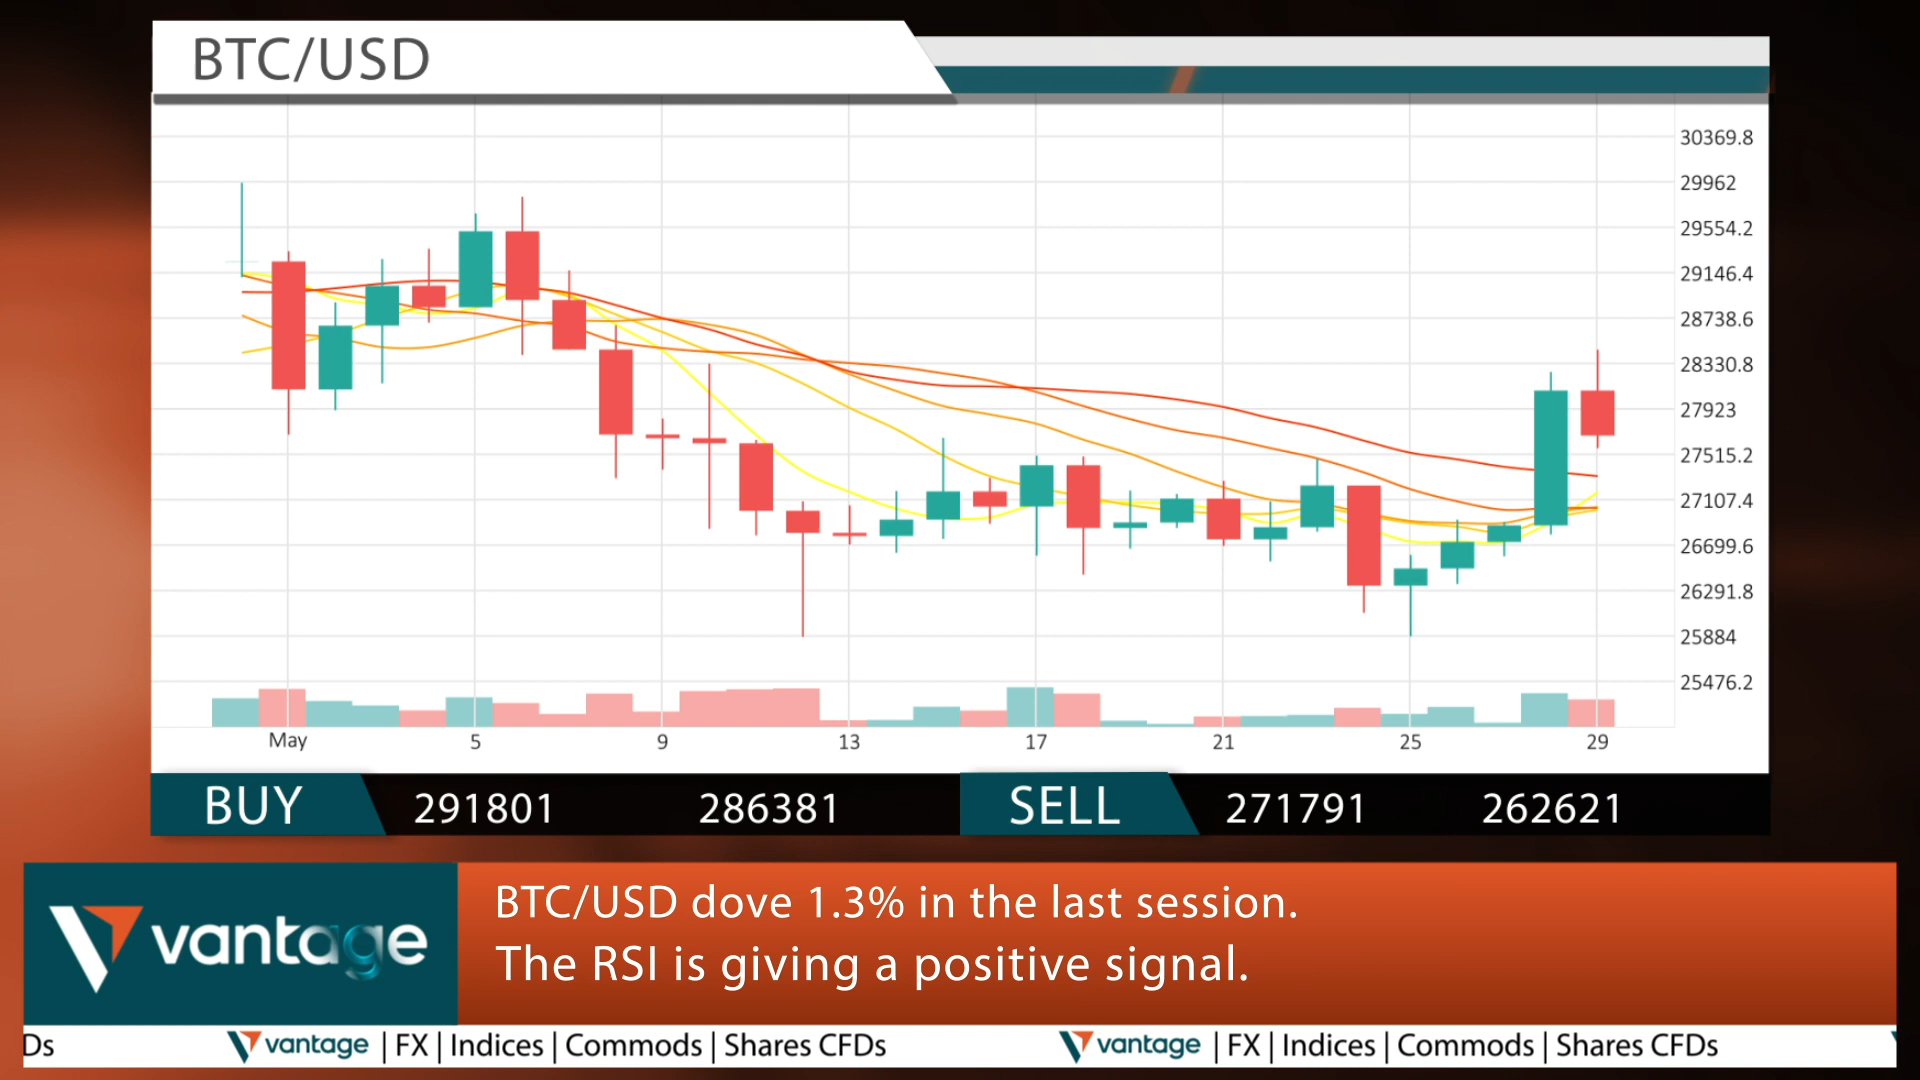 BTC/USD
30369.8
29962
29554.2
29146.4
28738.6
28330.8
27923
27515.2
27107.4
26699.6
26291.8
25884
25476.2
May 5 9 13 17 21 25 29
BUY 291801 286381 SELL 271791 262621
vantage
BTC/USD dove 1.3% in the last session.
The RSI is giving a positive signal.
Ds vantage | FX | Indices | Commods | Shares CFDs vantage | FX | Indices | Commods | Shares CFDs